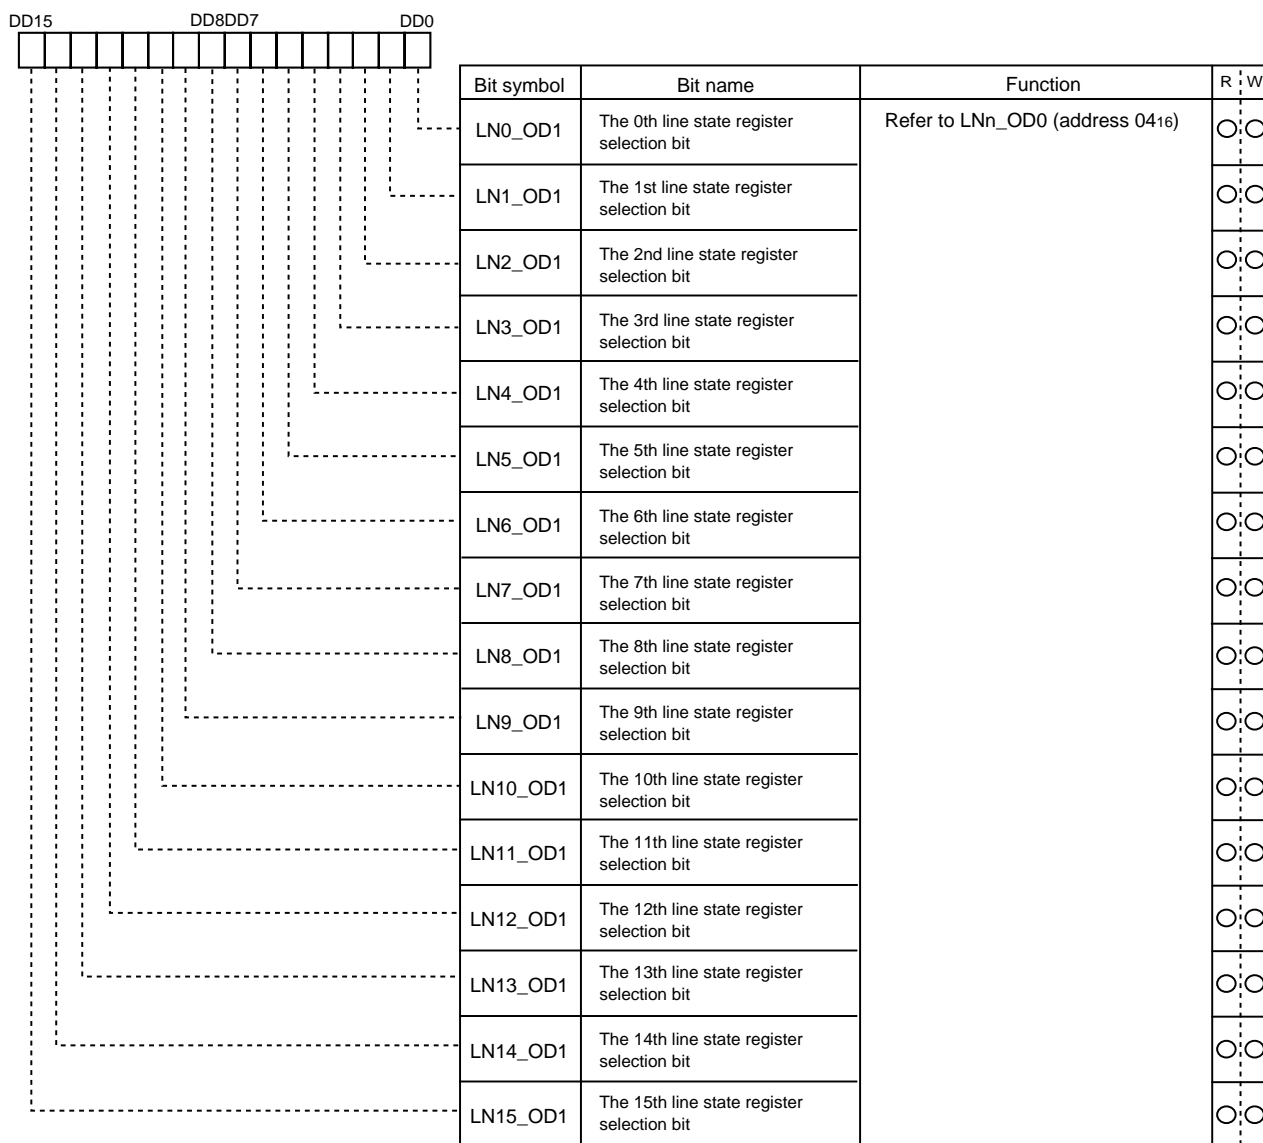 DD15 DD8DD7 DD0
Bit symbol Bit name Function R W
LN0_OD1 The 0th line state register Refer to LNn_OD0 (address 0416)
selection bit
LN1_OD1 The 1st line state register
selection bit
LN2_OD1 The 2nd line state register
selection bit
LN3_OD1 The 3rd line state register
selection bit
LN4_OD1 The 4th line state register
selection bit
LN5_OD1 The 5th line state register
selection bit
LN6_OD1 The 6th line state register
selection bit
LN7_OD1 The 7th line state register
selection bit
LN8_OD1 The 8th line state register
selection bit
LN9_OD1 The 9th line state register
selection bit
LN10_OD1 The 10th line state register
selection bit
LN11_OD1 The 11th line state register
selection bit
LN12_OD1 The 12th line state register
selection bit
LN13_OD1 The 13th line state register
selection bit
LN14_OD1 The 14th line state register
selection bit
LN15_OD1 The 15th line state register
selection bit